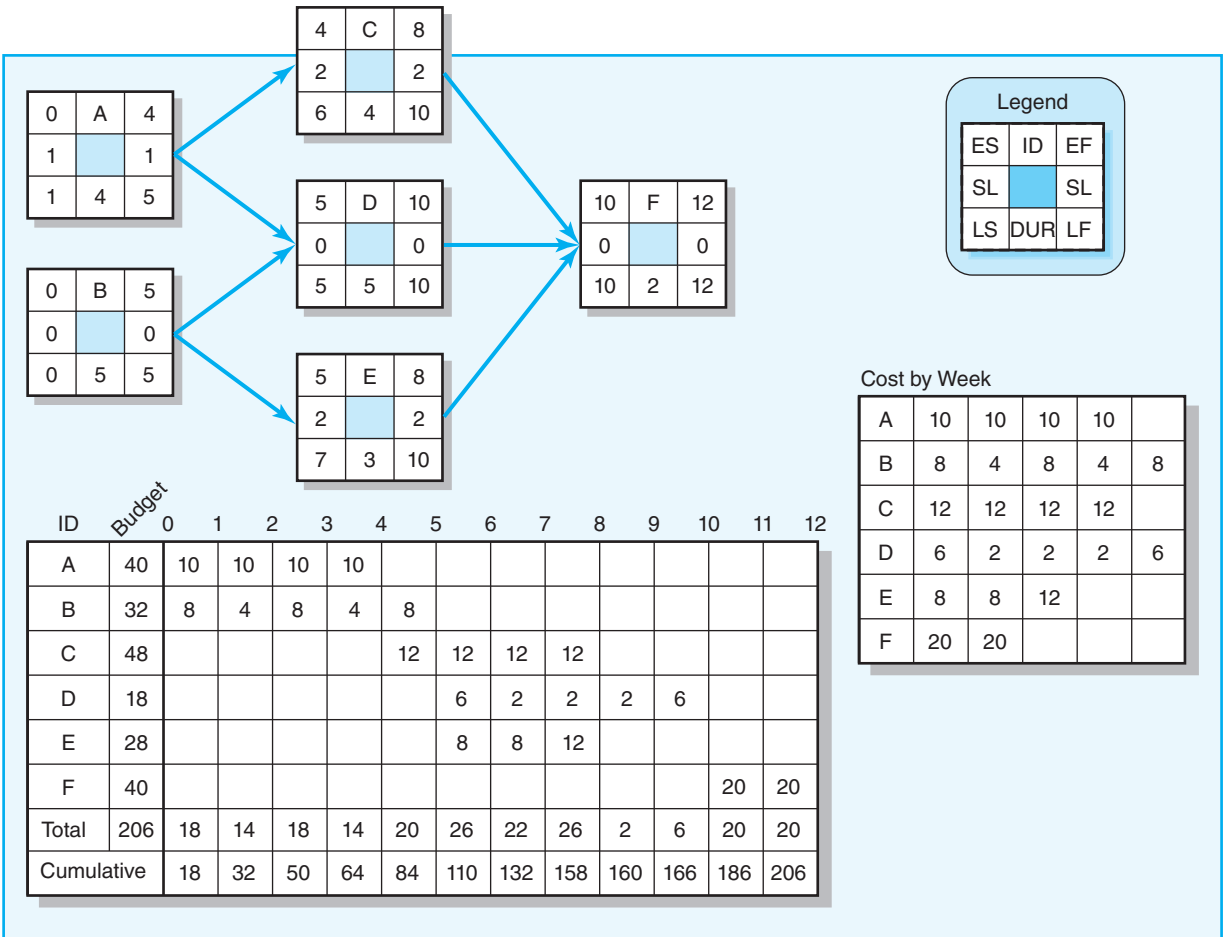 4 C 8
2 2
6 4 10
0 A 4
1 1
1 4 5
5 D 10
0 0
5 5 10
10 F 12
0 0
10 2 12
Legend
ES ID EF
SL SL
LS DUR LF
0 B 5
0 0
0 5 5
5 E 8
2 2
7 3 10
Cost by Week
A 10 10 10 10
B 8 4 8 4 8
C 12 12 12 12
D 6 2 2 2 6
E 8 8 12
F 20 20
ID Budget 0 1 2 3 4 5 6 7 8 9 10 11 12
A 40 10 10 10 10
B 32 8 4 8 4 8
C 48 12 12 12 12
D 18 6 2 2 2 6
E 28 8 8 12
F 40 20 20
Total 206 18 14 18 14 20 26 22 26 2 6 20 20
Cumulative 18 32 50 64 84 110 132 158 160 166 186 206